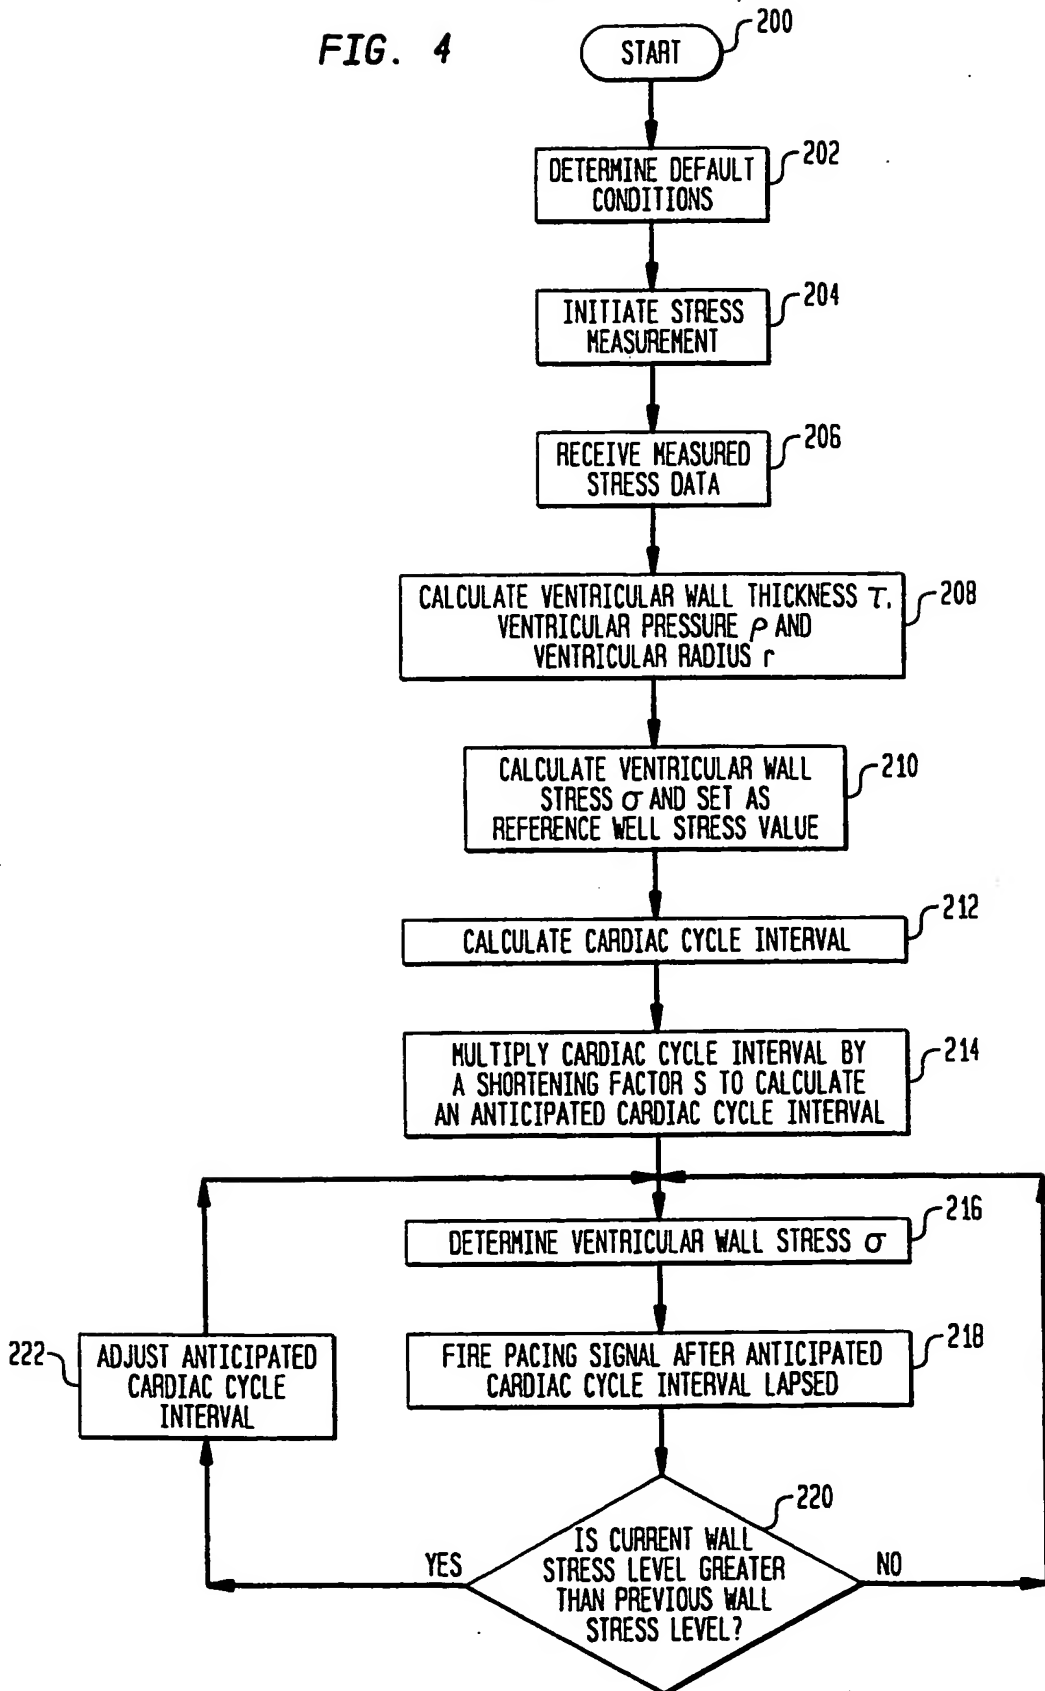 FIG. 4
START
200
DETERMINE DEFAULT
CONDITIONS
202
INITIATE STRESS
MEASUREMENT
204
RECEIVE MEASURED
STRESS DATA
206
CALCULATE VENTRICULAR WALL THICKNESS τ,
VENTRICULAR PRESSURE ρ AND
VENTRICULAR RADIUS r
208
CALCULATE VENTRICULAR WALL
STRESS σ AND SET AS
REFERENCE WELL STRESS VALUE
210
CALCULATE CARDIAC CYCLE INTERVAL
212
MULTIPLY CARDIAC CYCLE INTERVAL BY
A SHORTENING FACTOR S TO CALCULATE
AN ANTICIPATED CARDIAC CYCLE INTERVAL
214
DETERMINE VENTRICULAR WALL STRESS σ
216
FIRE PACING SIGNAL AFTER ANTICIPATED
CARDIAC CYCLE INTERVAL LAPSED
218
222
ADJUST ANTICIPATED
CARDIAC CYCLE
INTERVAL
220
IS CURRENT WALL
STRESS LEVEL GREATER
THAN PREVIOUS WALL
STRESS LEVEL?
YES
NO